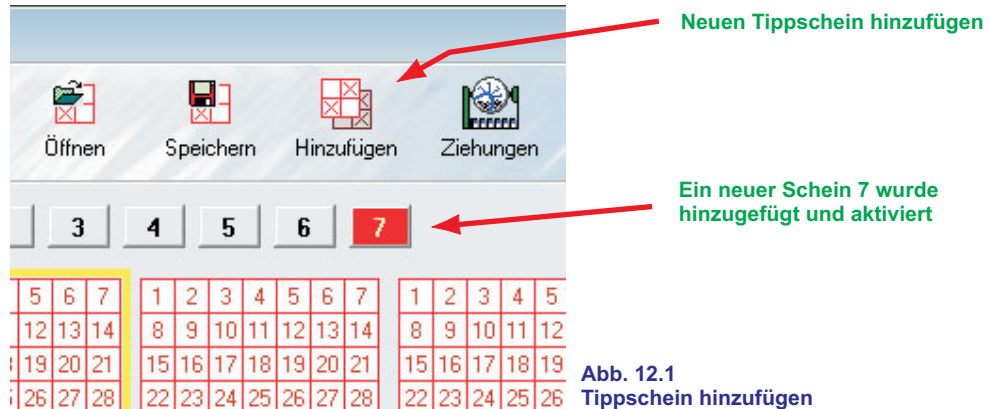 Neuen Tippschein hinzufügen
Öffnen Speichern Hinzufügen Ziehungen
Ein neuer Schein 7 wurde
hinzugefügt und aktiviert
3 4 5 6 7
5 6 7 1 2 3 4 5 6 7 1 2 3 4 5
12 13 14 8 9 10 11 12 13 14 8 9 10 11 12
19 20 21 15 16 17 18 19 20 21 15 16 17 18 19
26 27 28 22 23 24 25 26 27 28 22 23 24 25 26
Abb. 12.1
Tippschein hinzufügen